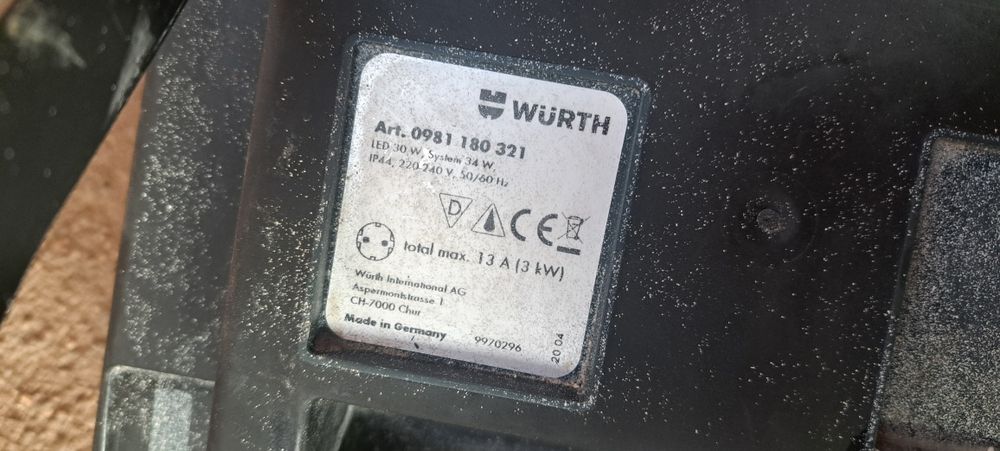 WÜRTH
Art. 0981 180 321
LED 30 W, System 34 W,
IP44, 220-240 V, 50/60 Hz
D
CE
total max. 13 A (3 kW)
Würth International AG
Aspermontstrasse 1
CH-7000 Chur
Made in Germany 9970296
20 04